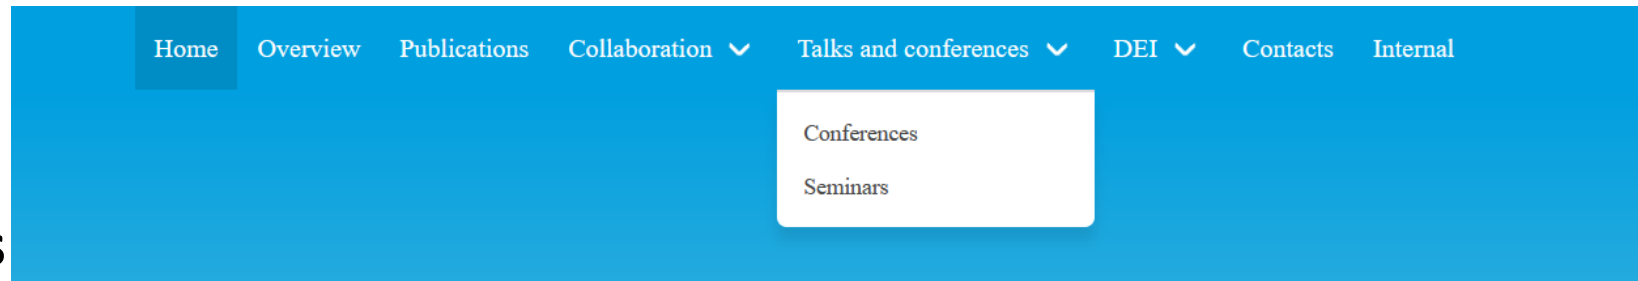 Home Overview Publications Collaboration Talks and conferences DEI Contacts Internal
Conferences
Seminars
s